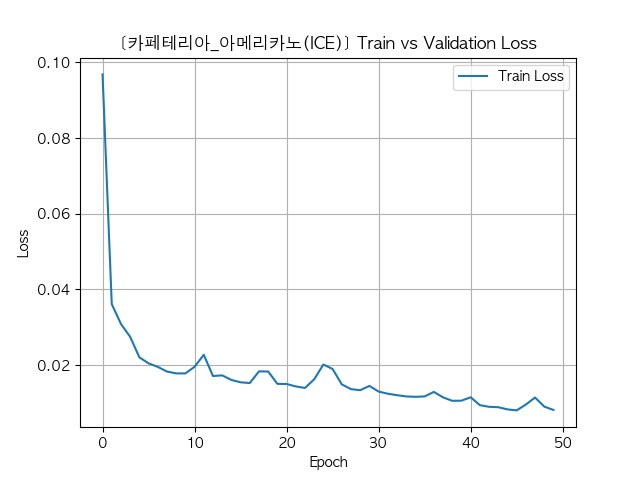 [카페테리아_아메리카노(ICE)] Train vs Validation Loss
Train Loss
0.10
0.08
0.06
0.04
0.02
Loss
0 10 20 30 40 50
Epoch